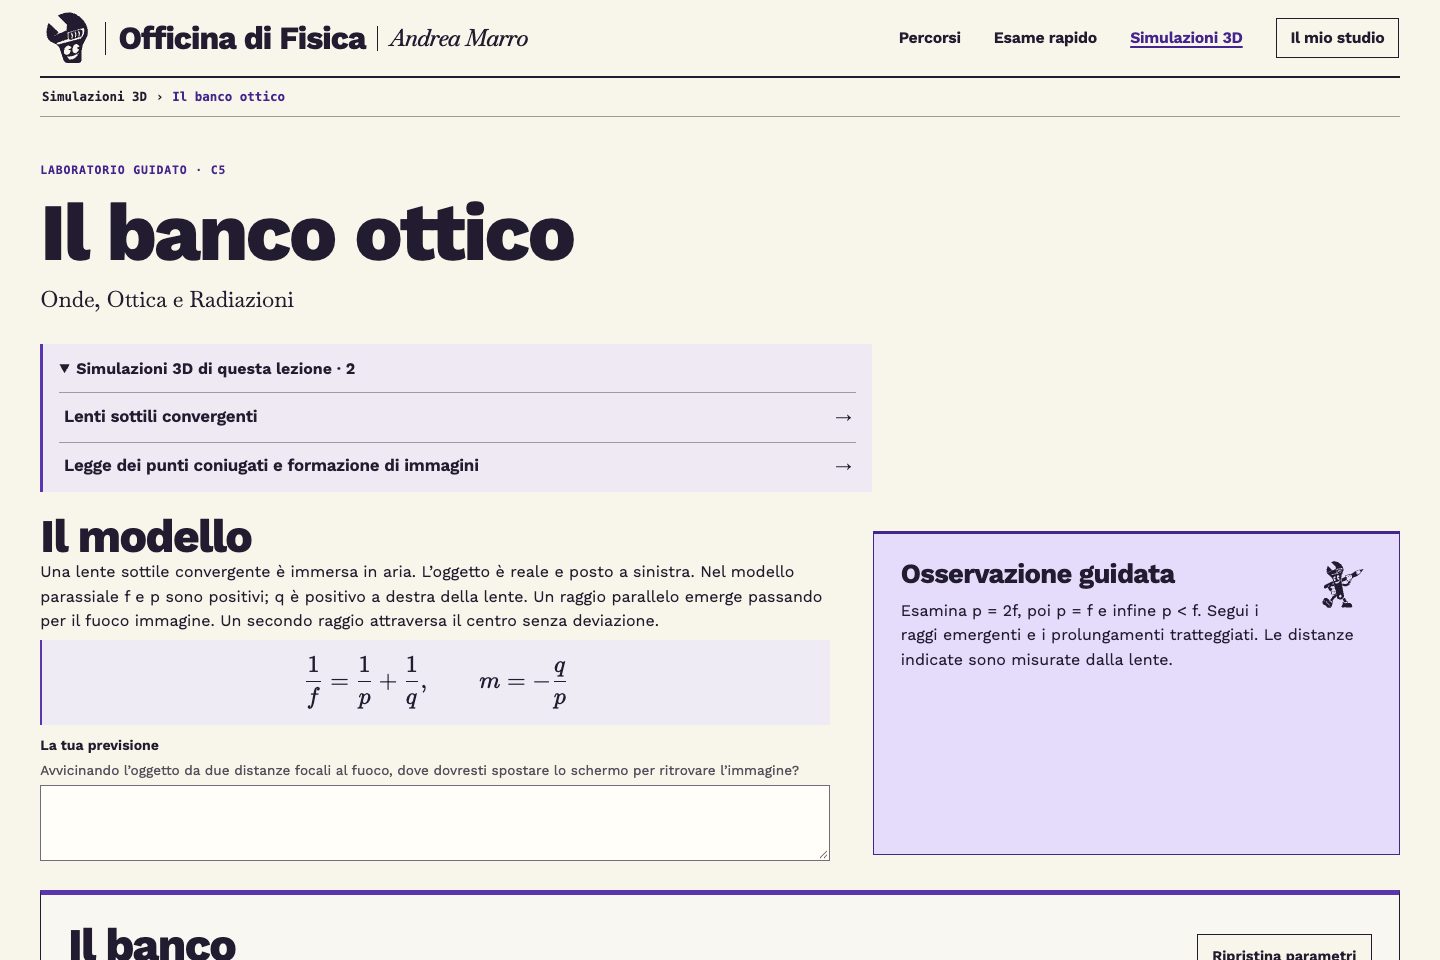 Officina di Fisica
Andrea Marro
Percorsi
Esame rapido
Simulazioni 3D
Il mio studio
Simulazioni 3D › Il banco ottico
LABORATORIO GUIDATO · C5
Il banco ottico
Onde, Ottica e Radiazioni
▼ Simulazioni 3D di questa lezione · 2
Lenti sottili convergenti →
Legge dei punti coniugati e formazione di immagini →
Il modello
Una lente sottile convergente è immersa in aria. L’oggetto è reale e posto a sinistra. Nel modello
parassiale f e p sono positivi; q è positivo a destra della lente. Un raggio parallelo emerge passando
per il fuoco immagine. Un secondo raggio attraversa il centro senza deviazione.
1/f = 1/p + 1/q, m = −q/p
La tua previsione
Avvicinando l’oggetto da due distanze focali al fuoco, dove dovresti spostare lo schermo per ritrovare l’immagine?
Osservazione guidata
Esamina p = 2f, poi p = f e infine p < f. Segui i
raggi emergenti e i prolungamenti tratteggiati. Le distanze
indicate sono misurate dalla lente.
Il banco
Ripristina parametri